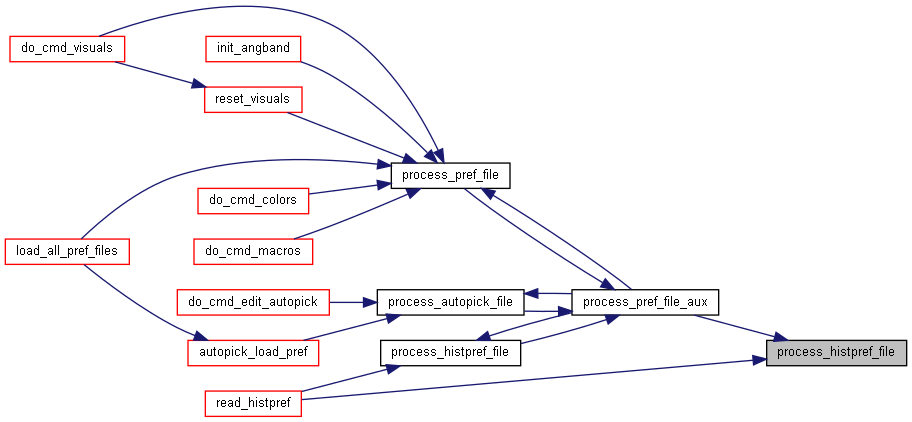 do_cmd_visuals
init_angband
reset_visuals
process_pref_file
do_cmd_colors
load_all_pref_files
do_cmd_macros
do_cmd_edit_autopick
process_autopick_file
process_pref_file_aux
autopick_load_pref
process_histpref_file
process_histpref_file
read_histpref